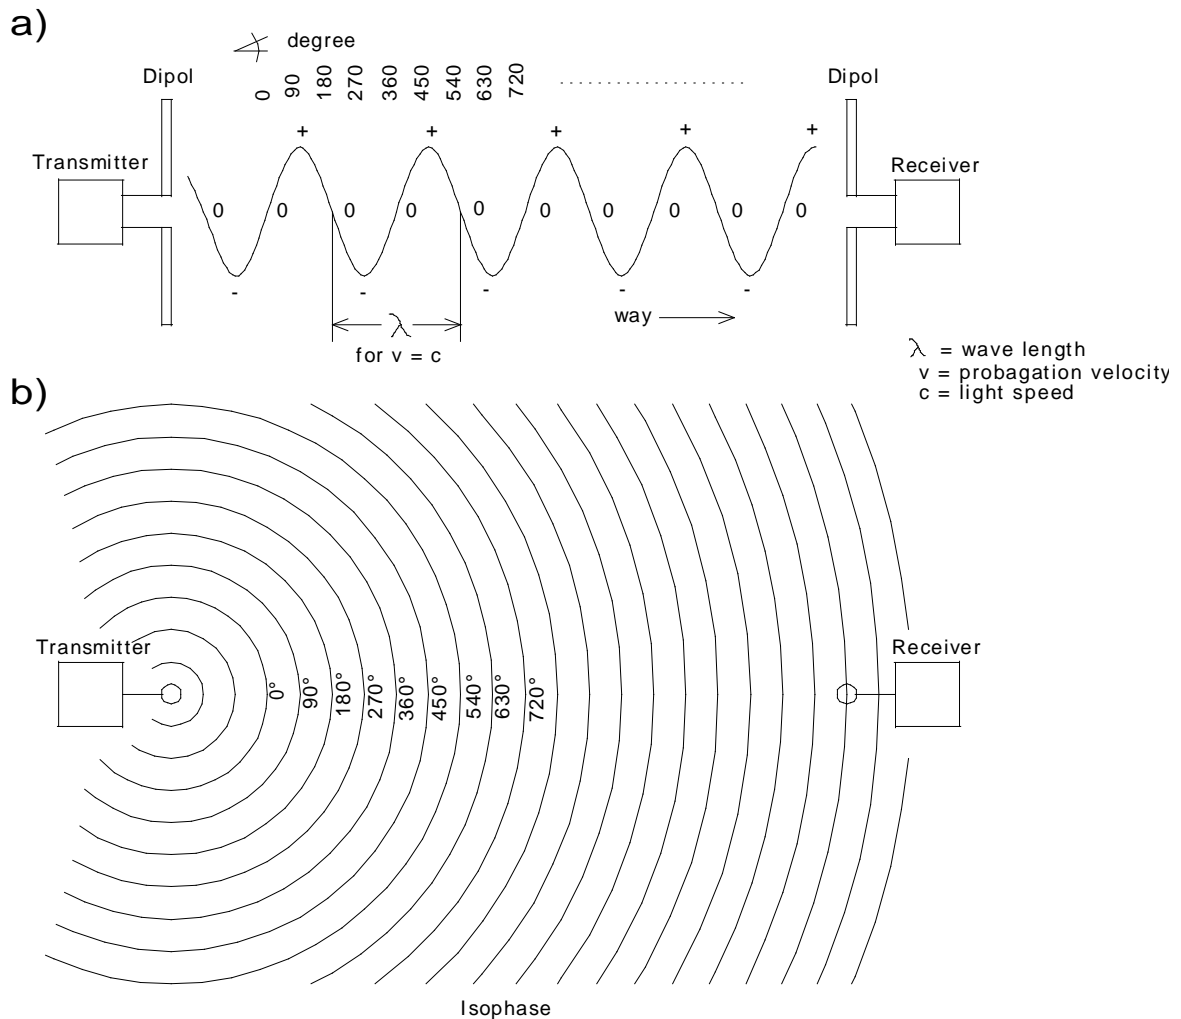 a)
degree
0 90 180 270 360 450 540 630 720
Dipol
Dipol
+ + + + +
Transmitter
Receiver
0 0 0 0 0 0 0 0 0 0
- - - - -
way
λ
for v = c
λ = wave length
v = probagation velocity
c = light speed
b)
Transmitter
Receiver
0° 90° 180° 270° 360° 450° 540° 630° 720°
Isophase